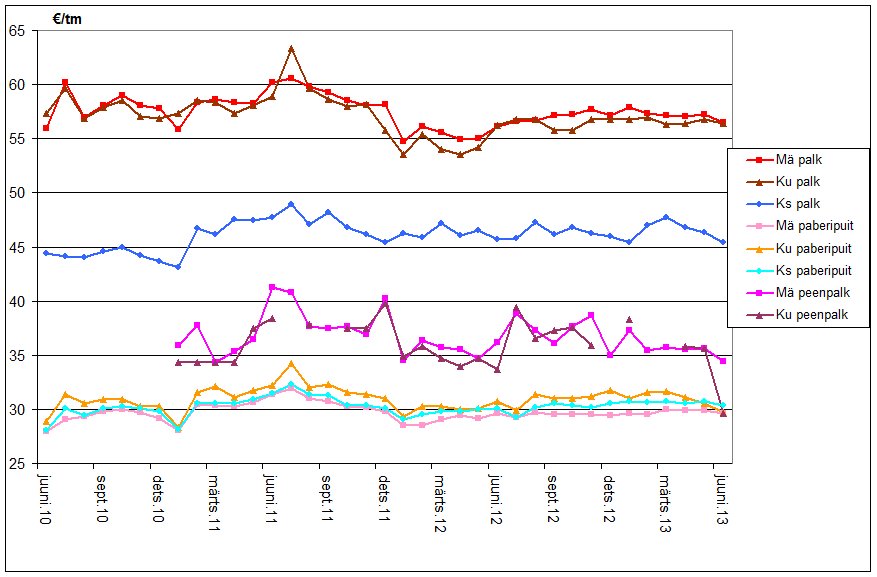 €/tm
65
60
55
50
45
40
35
30
25
juuni.10
sept.10
dets.10
märts.11
juuni.11
sept.11
dets.11
märts.12
juuni.12
sept.12
dets.12
märts.13
juuni.13
Mä palk
Ku palk
Ks palk
Mä paberipuit
Ku paberipuit
Ks paberipuit
Mä peenpalk
Ku peenpalk